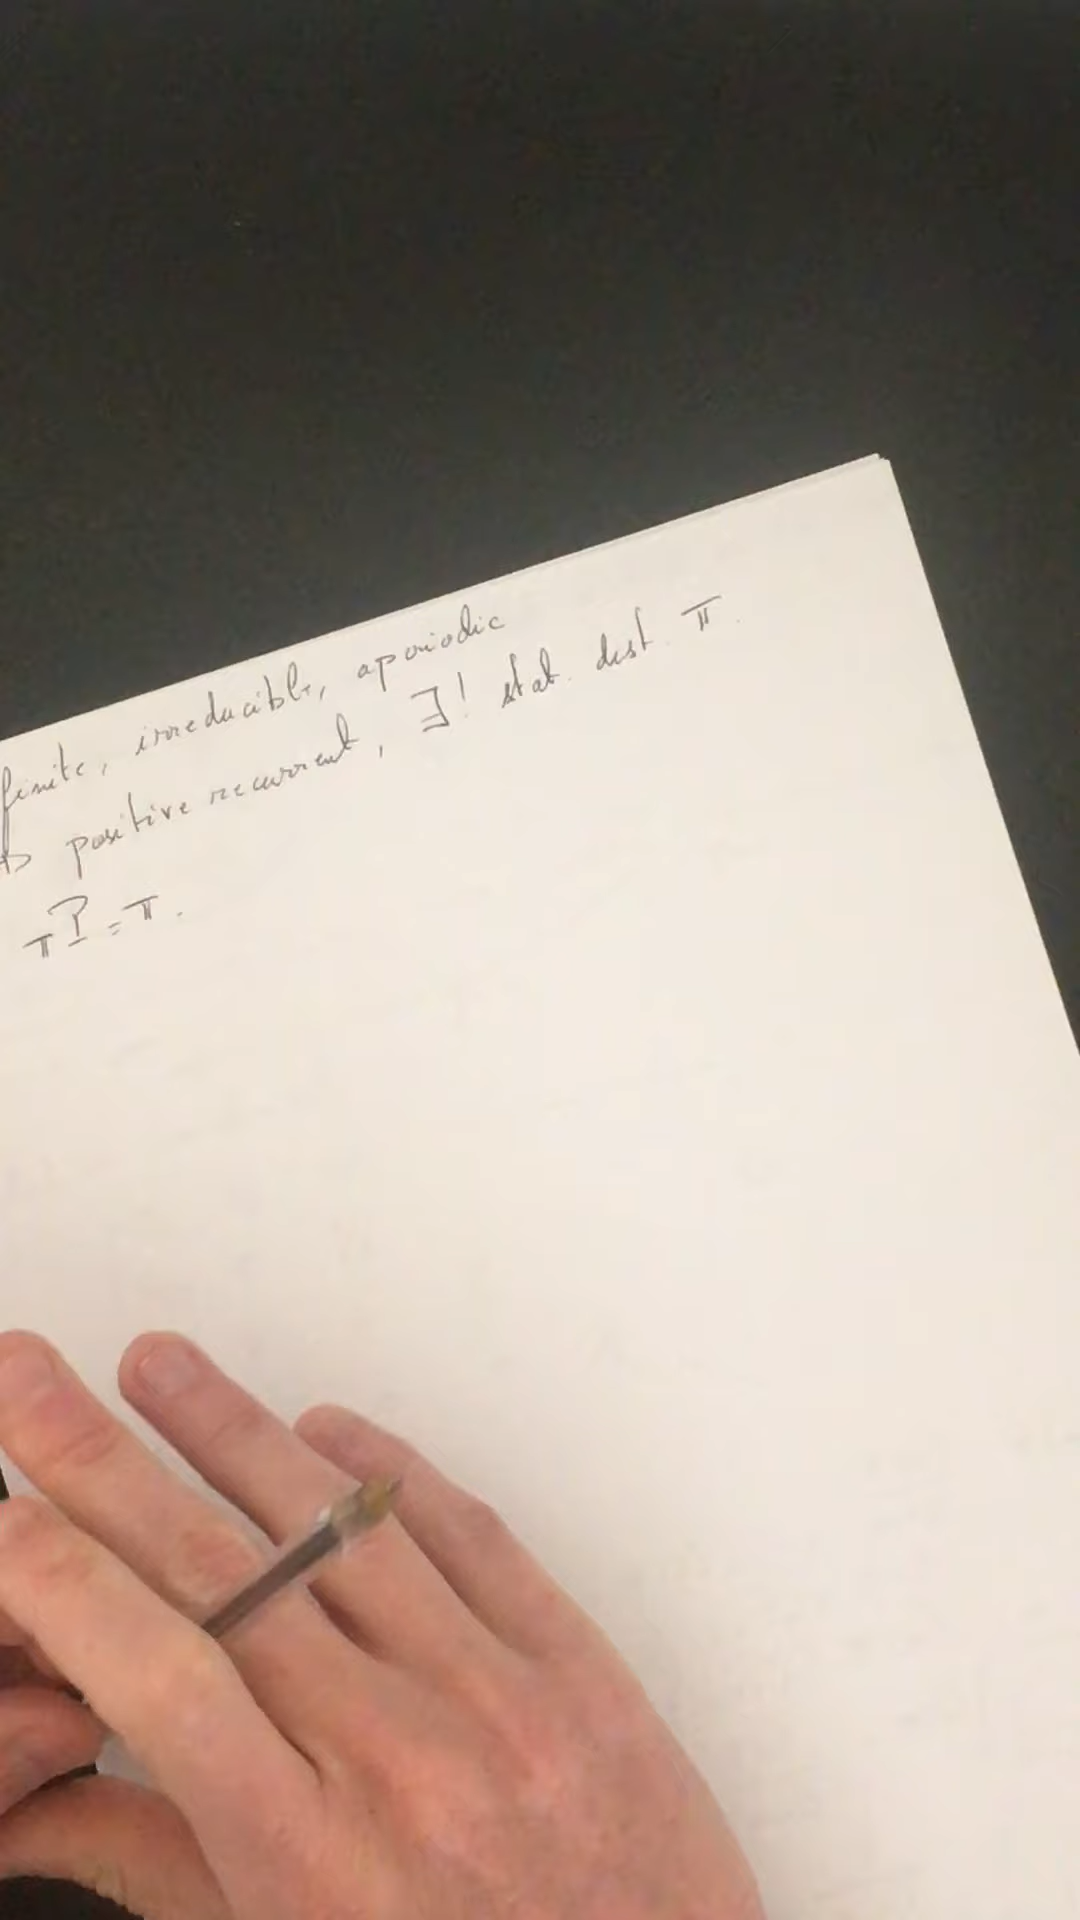 finite, irreducible, aperiodic
positive recurrent, ∃! stat. dist. π.
πP = π.